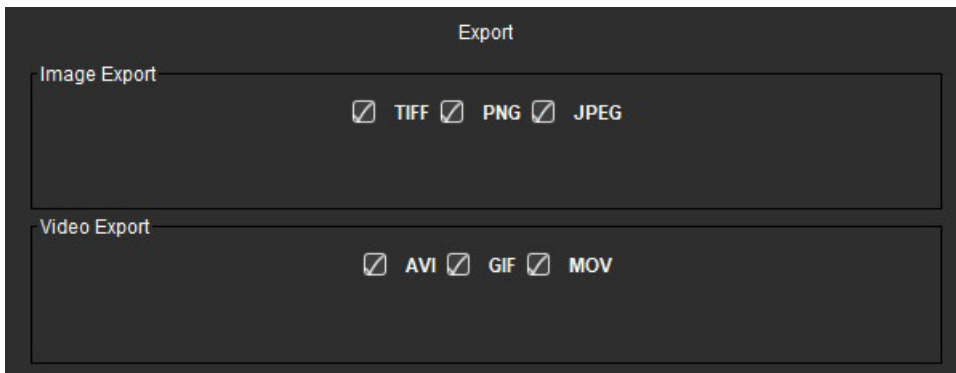 Export
Image Export
TIFF PNG JPEG
Video Export
AVI GIF MOV